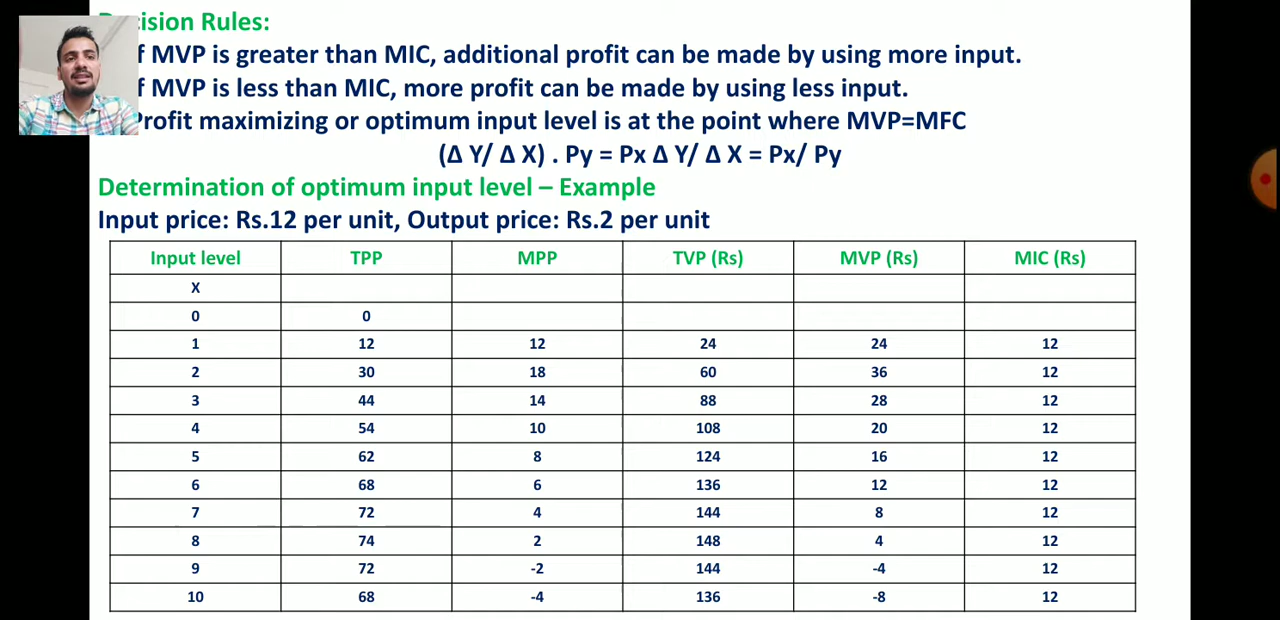 cision Rules:
f MVP is greater than MIC, additional profit can be made by using more input.
f MVP is less than MIC, more profit can be made by using less input.
Profit maximizing or optimum input level is at the point where MVP=MFC
(Δ Y/ Δ X) . Py = Px Δ Y/ Δ X = Px/ Py
Determination of optimum input level – Example
Input price: Rs.12 per unit, Output price: Rs.2 per unit
Input level TPP MPP TVP (Rs) MVP (Rs) MIC (Rs)
X
0 0
1 12 12 24 24 12
2 30 18 60 36 12
3 44 14 88 28 12
4 54 10 108 20 12
5 62 8 124 16 12
6 68 6 136 12 12
7 72 4 144 8 12
8 74 2 148 4 12
9 72 -2 144 -4 12
10 68 -4 136 -8 12